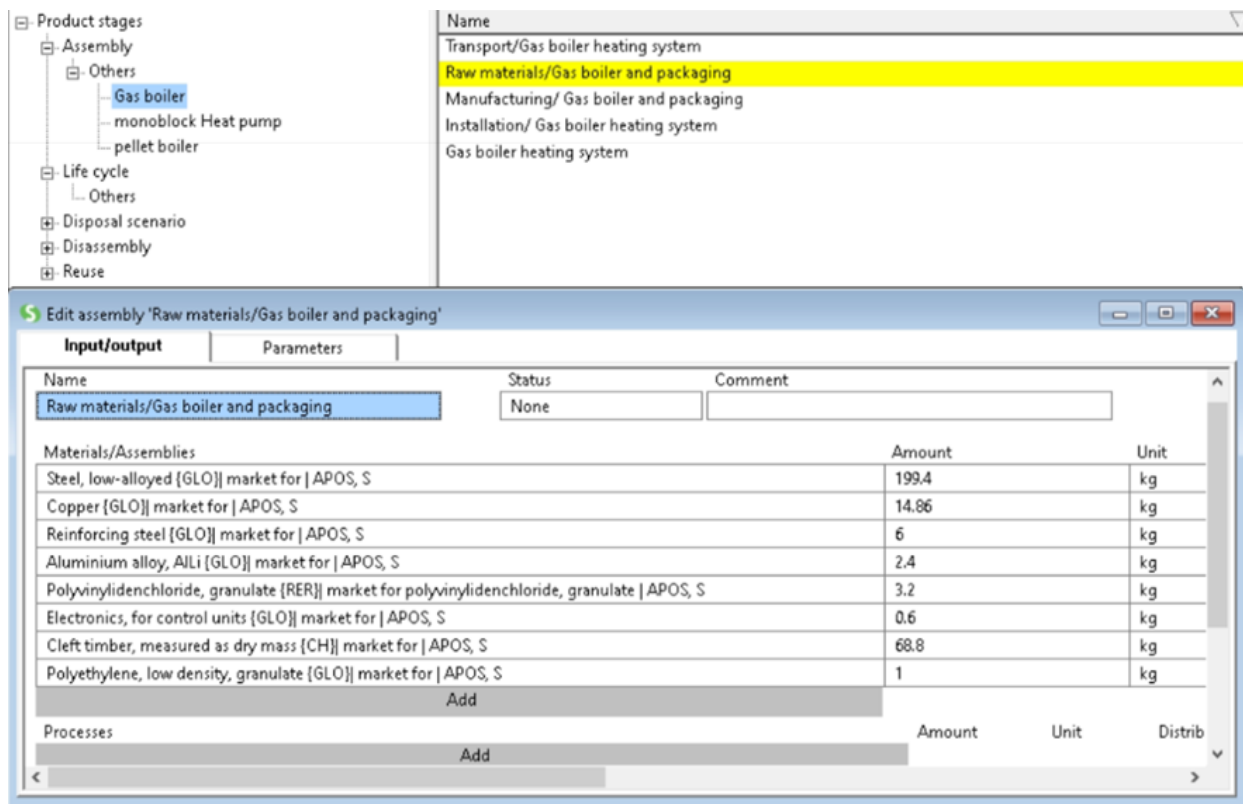 Product stages
Assembly
Others
Gas boiler
monoblock Heat pump
pellet boiler
Life cycle
Others
Disposal scenario
Disassembly
Reuse
Name
Transport/Gas boiler heating system
Raw materials/Gas boiler and packaging
Manufacturing/ Gas boiler and packaging
Installation/ Gas boiler heating system
Gas boiler heating system
Edit assembly 'Raw materials/Gas boiler and packaging'
Input/output Parameters
Name Status Comment
Raw materials/Gas boiler and packaging None
Materials/Assemblies Amount Unit
Steel, low-alloyed {GLO}| market for | APOS, S 199.4 kg
Copper {GLO}| market for | APOS, S 14.86 kg
Reinforcing steel {GLO}| market for | APOS, S 6 kg
Aluminium alloy, AlLi {GLO}| market for | APOS, S 2.4 kg
Polyvinylidenchloride, granulate {RER}| market for polyvinylidenchloride, granulate | APOS, S 3.2 kg
Electronics, for control units {GLO}| market for | APOS, S 0.6 kg
Cleft timber, measured as dry mass {CH}| market for | APOS, S 68.8 kg
Polyethylene, low density, granulate {GLO}| market for | APOS, S 1 kg
Add
Processes Amount Unit Distrib
Add